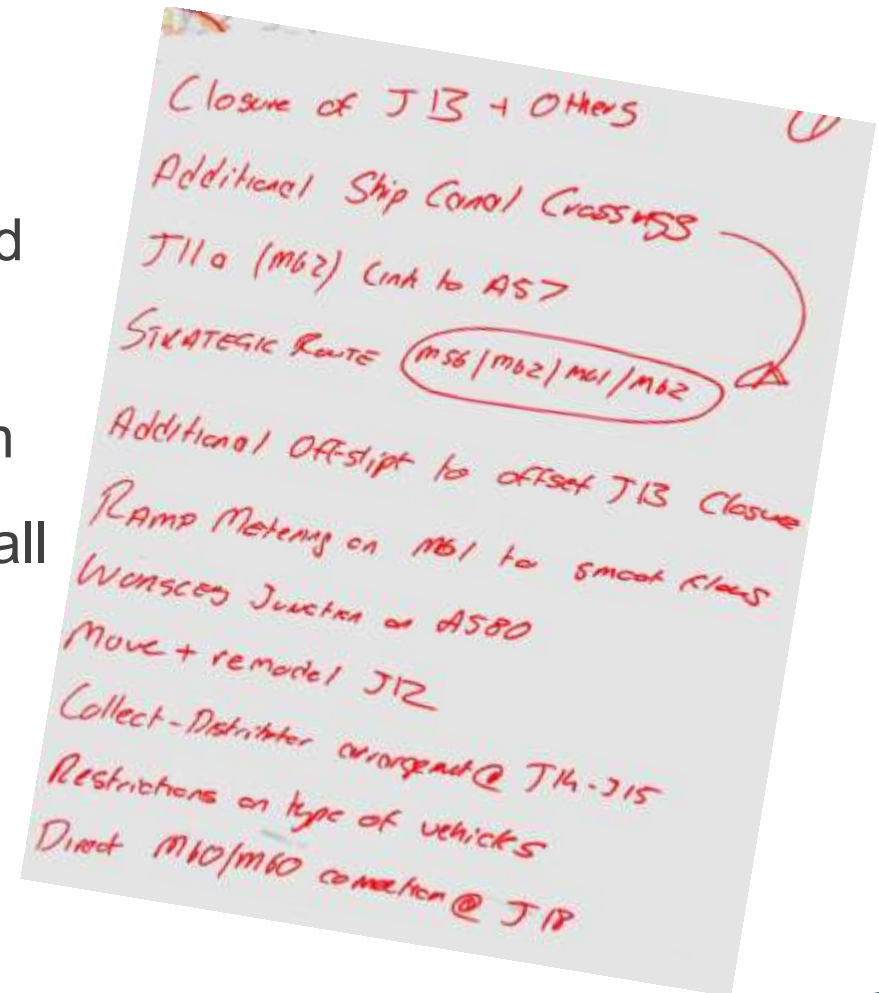 Closure of J13 + Others
Additional Ship Canal Crossings
J11a (M62) Link to A57
STRATEGIC ROUTE M56/M62/M61/M62
d
Additional Off-slips to offset J13 Closure
n
RAMP Metering on M61 to smooth flows
all
Junction on A580
Move + remodel J12
Collect-Distributor arrangement @ J14-J15
Restrictions on type of vehicles
Direct M60/M60 connection @ J18